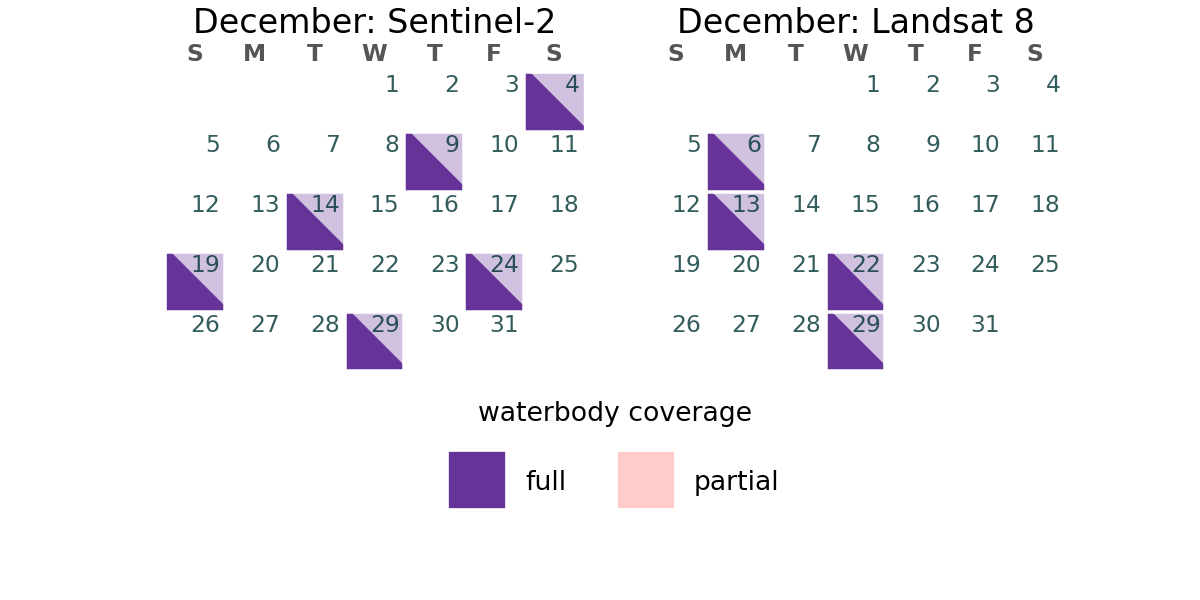 December: Sentinel-2
S M T W T F S
1 2 3 4
5 6 7 8 9 10 11
12 13 14 15 16 17 18
19 20 21 22 23 24 25
26 27 28 29 30 31
December: Landsat 8
S M T W T F S
1 2 3 4
5 6 7 8 9 10 11
12 13 14 15 16 17 18
19 20 21 22 23 24 25
26 27 28 29 30 31
waterbody coverage
full partial